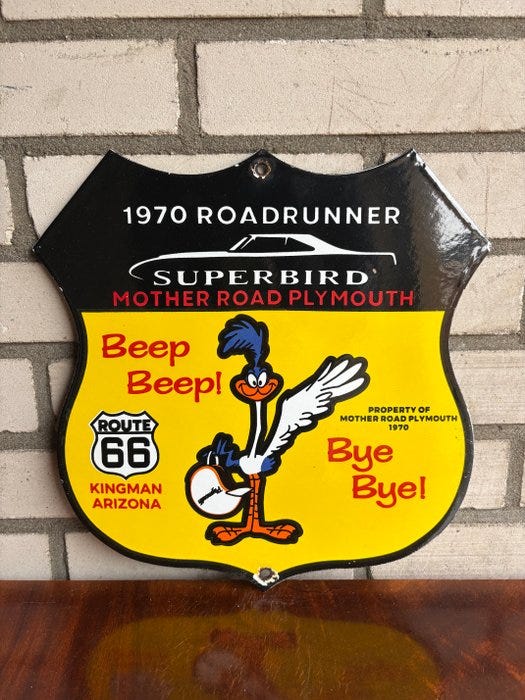 1970 ROADRUNNER
SUPERBIRD
MOTHER ROAD PLYMOUTH
Beep
Beep!
ROUTE
66
KINGMAN
ARIZONA
PROPERTY OF
MOTHER ROAD PLYMOUTH
1970
Bye
Bye!